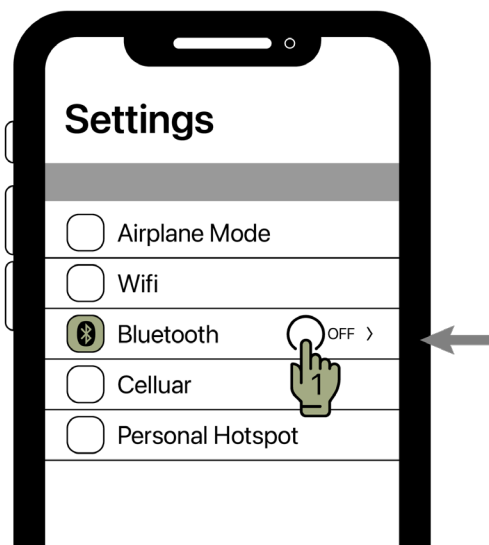 Settings
Airplane Mode
Wifi
Bluetooth OFF
1
Celluar
Personal Hotspot